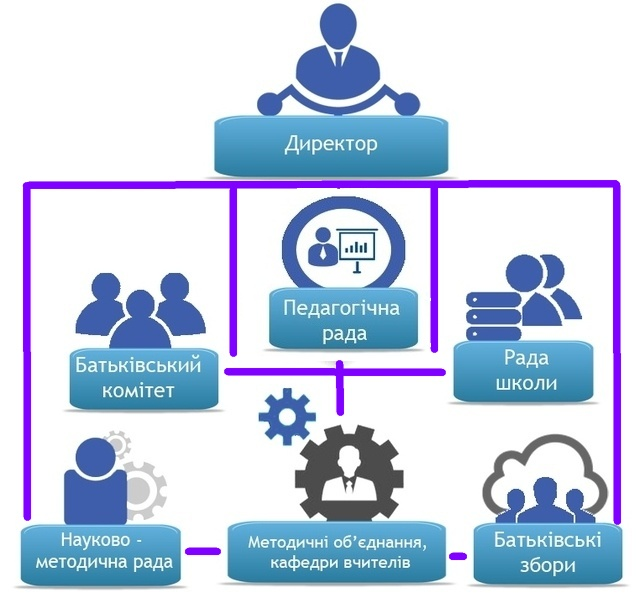 Директор
Педагогічна
рада
Батьківський
комітет
Рада
школи
Науково -
методична рада
Методичні об’єднання,
кафедри вчителів
Батьківські
збори